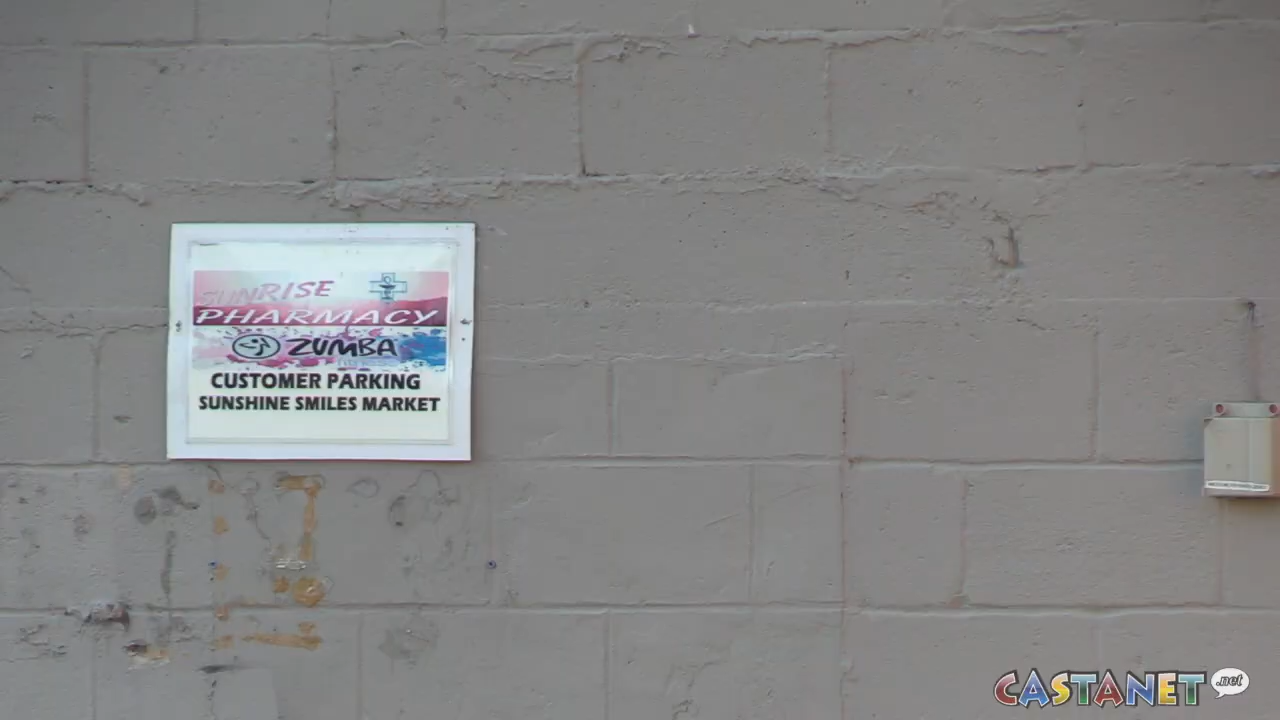 SUNRISE
PHARMACY
ZUMBA
CUSTOMER PARKING
SUNSHINE SMILES MARKET
CASTANET .net